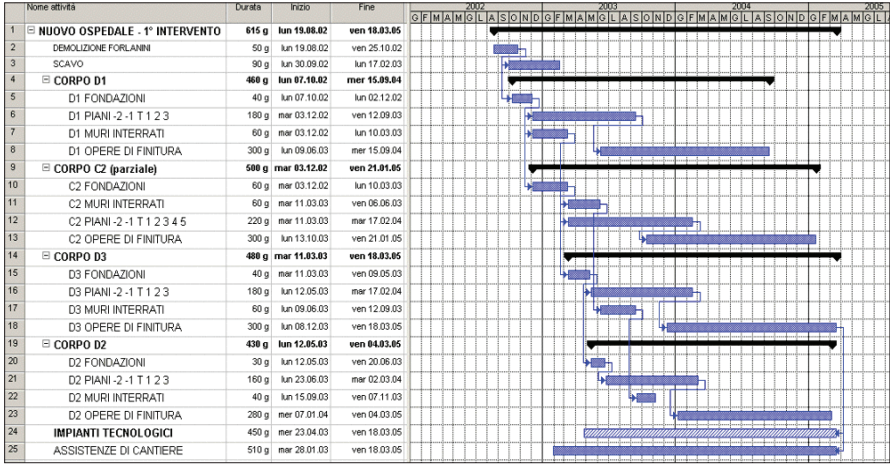 Nome attività Durata Inizio Fine 2002 2003 2004 2005
G F M A M G L A S O N D G F M A M G L A S O N D G F M A M G L A S O N D G F M A M G L
1 NUOVO OSPEDALE - 1° INTERVENTO 615 g lun 19.08.02 ven 18.03.05
2 DEMOLIZIONE FORLANINI 50 g lun 19.08.02 ven 25.10.02
3 SCAVO 90 g lun 30.09.02 lun 17.02.03
4 CORPO D1 460 g lun 07.10.02 mer 15.09.04
5 D1 FONDAZIONI 40 g lun 07.10.02 lun 02.12.02
6 D1 PIANI -2 -1 T 1 2 3 180 g mar 03.12.02 ven 12.09.03
7 D1 MURI INTERRATI 60 g mar 03.12.02 lun 10.03.03
8 D1 OPERE DI FINITURA 300 g lun 09.06.03 mer 15.09.04
9 CORPO C2 (parziale) 500 g mar 03.12.02 ven 21.01.05
10 C2 FONDAZIONI 60 g mar 03.12.02 lun 10.03.03
11 C2 MURI INTERRATI 60 g mar 11.03.03 ven 06.06.03
12 C2 PIANI -2 -1 T 1 2 3 4 5 220 g mar 11.03.03 mar 17.02.04
13 C2 OPERE DI FINITURA 300 g lun 13.10.03 ven 21.01.05
14 CORPO D3 480 g mar 11.03.03 ven 18.03.05
15 D3 FONDAZIONI 40 g mar 11.03.03 ven 09.05.03
16 D3 PIANI -2 -1 T 1 2 3 180 g lun 12.05.03 mar 17.02.04
17 D3 MURI INTERRATI 60 g lun 09.06.03 ven 12.09.03
18 D3 OPERE DI FINITURA 300 g lun 08.12.03 ven 18.03.05
19 CORPO D2 430 g lun 12.05.03 ven 04.03.05
20 D2 FONDAZIONI 30 g lun 12.05.03 ven 20.06.03
21 D2 PIANI -2 -1 T 1 2 3 160 g lun 23.06.03 mar 02.03.04
22 D2 MURI INTERRATI 40 g lun 15.09.03 ven 07.11.03
23 D2 OPERE DI FINITURA 280 g mer 07.01.04 ven 04.03.05
24 IMPIANTI TECNOLOGICI 450 g mer 23.04.03 ven 18.03.05
25 ASSISTENZE DI CANTIERE 510 g mar 28.01.03 ven 18.03.05